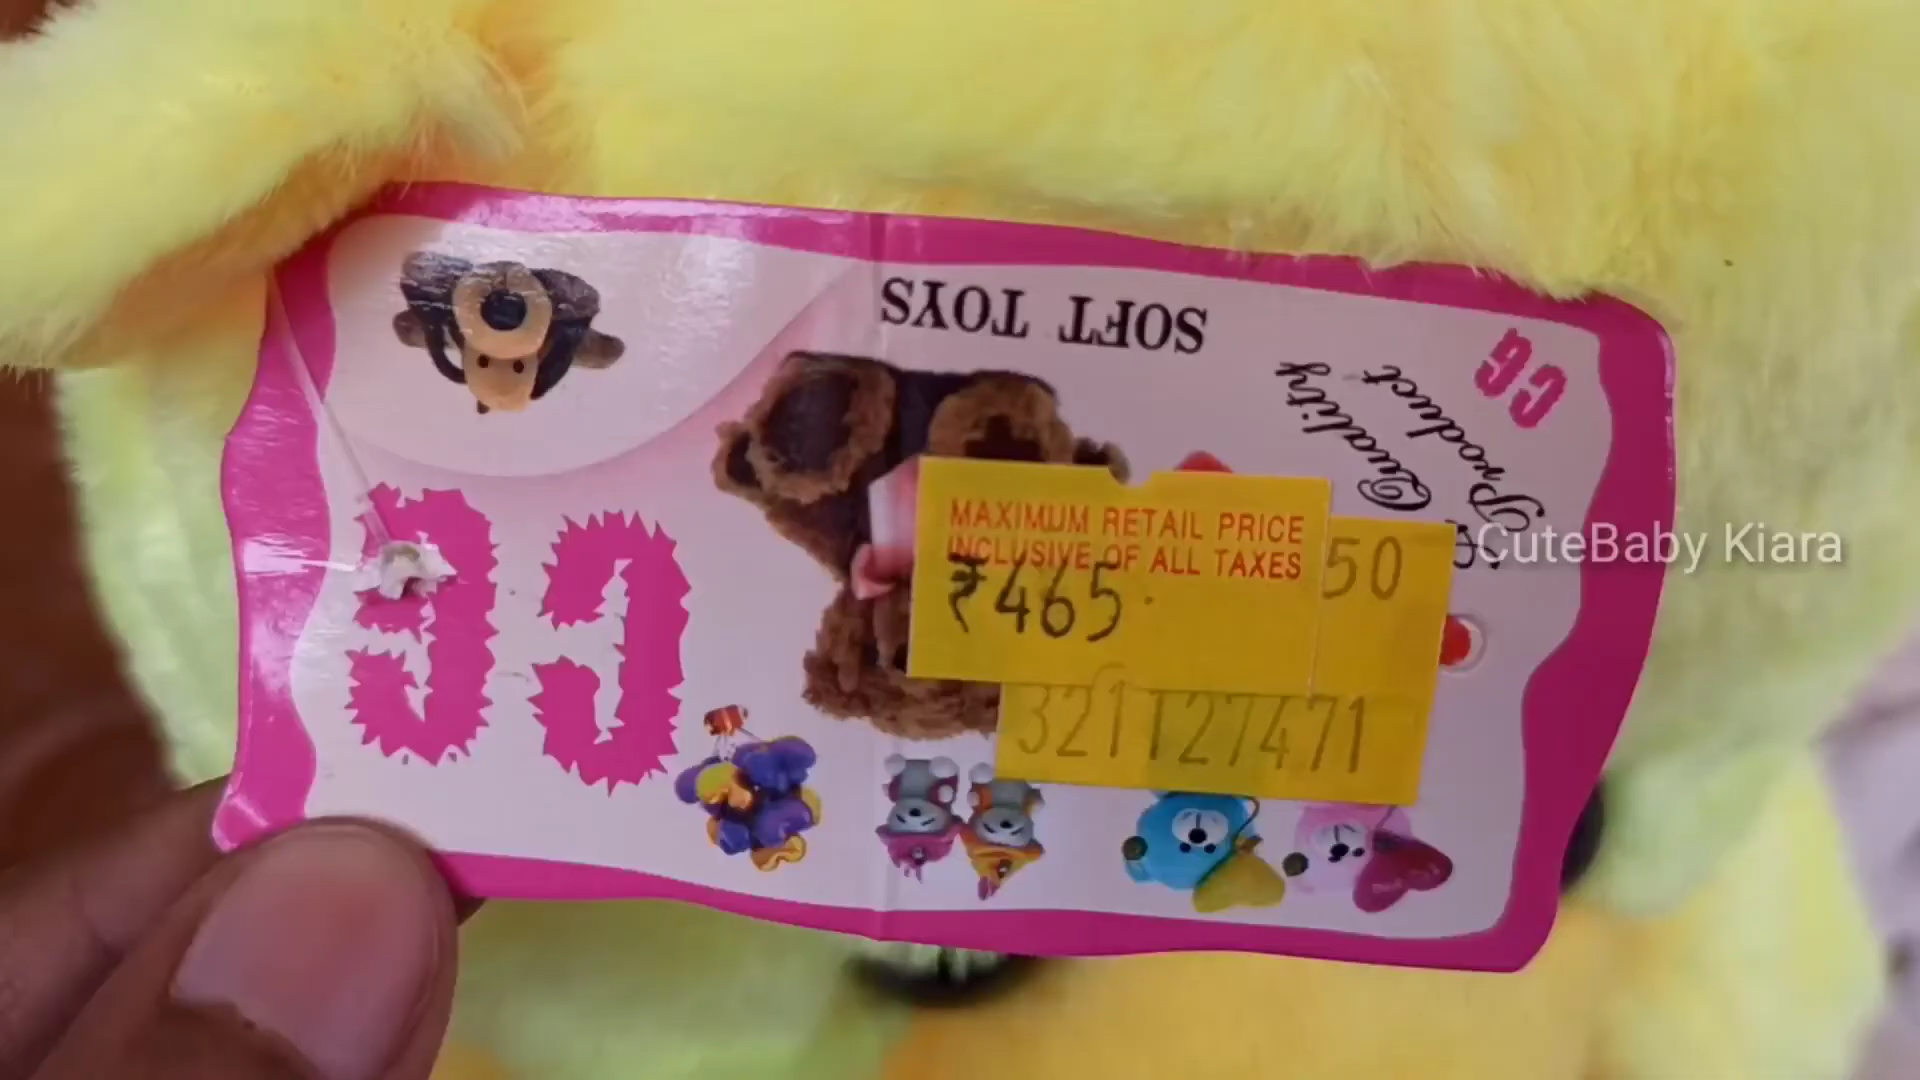 SOFT TOYS
CG
Quality
Product
MAXIMUM RETAIL PRICE
INCLUSIVE OF ALL TAXES
₹465
50
321127471
CuteBaby Kiara
CG